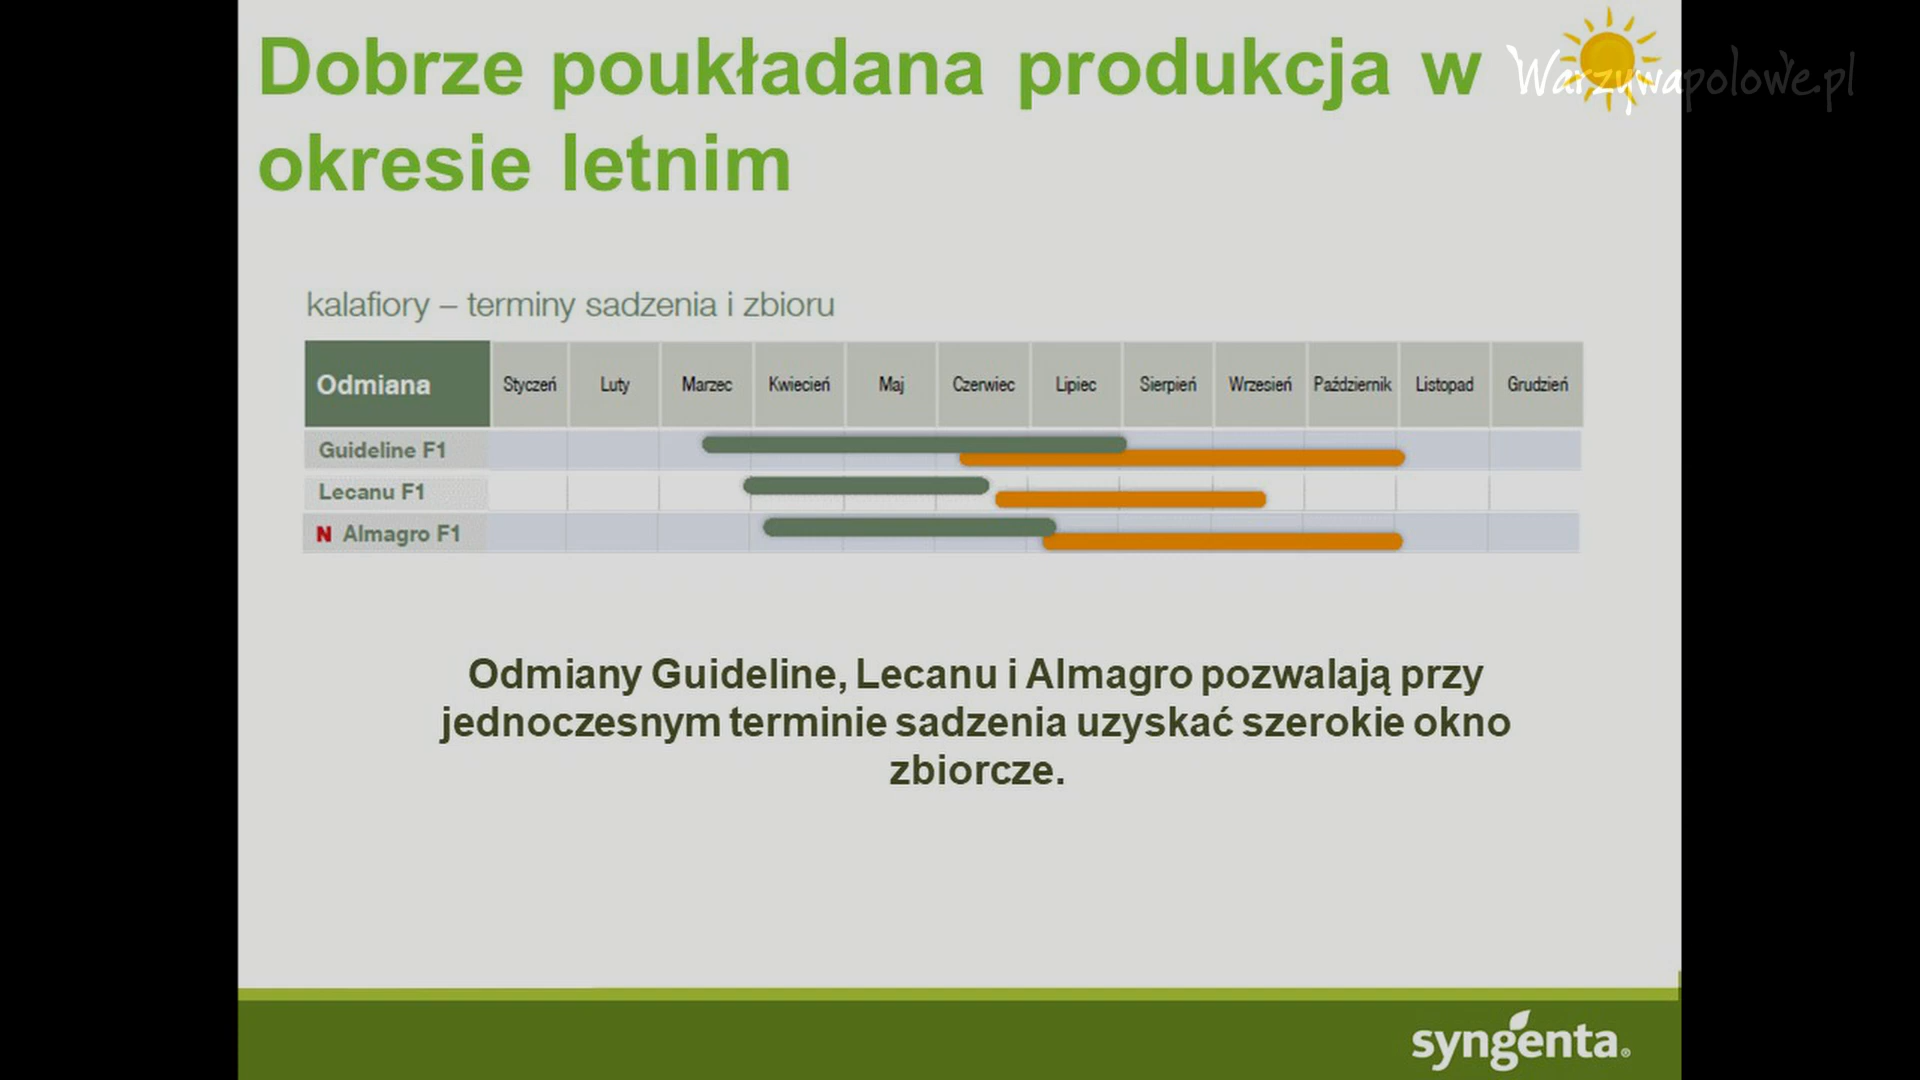 Dobrze poukładana produkcja w
okresie letnim
Warzywapolowe.pl
kalafiory – terminy sadzenia i zbioru
Odmiana Styczeń Luty Marzec Kwiecień Maj Czerwiec Lipiec Sierpień Wrzesień Październik Listopad Grudzień
Guideline F1
Lecanu F1
N Almagro F1
Odmiany Guideline, Lecanu i Almagro pozwalają przy
jednoczesnym terminie sadzenia uzyskać szerokie okno
zbiorcze.
syngenta®